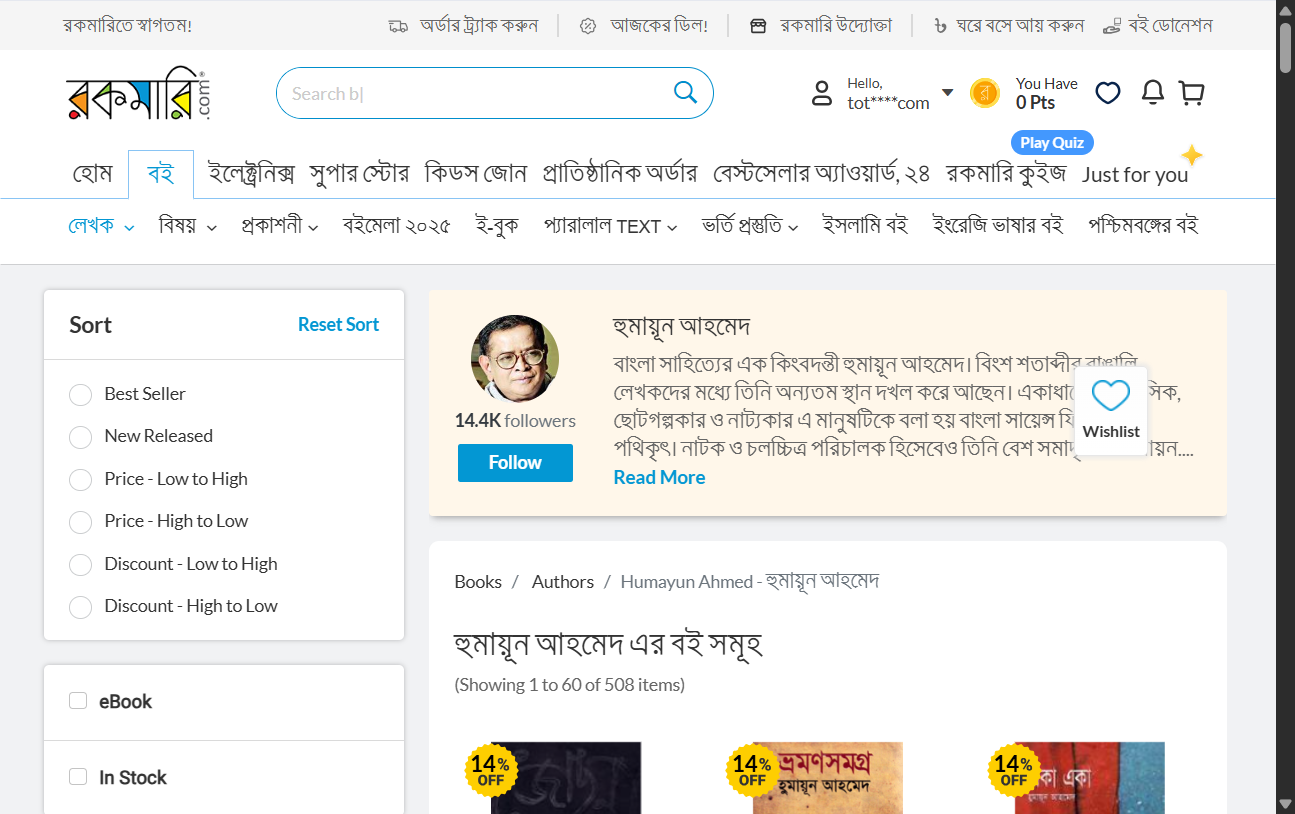 রকমারিতে স্বাগতম!
অর্ডার ট্র্যাক করুন
আজকের ডিল!
রকমারি উদ্যোক্তা
ঘরে বসে আয় করুন
বই ডোনেশন
রকমারি.com
Search b|
Hello,
tot****com
You Have
0 Pts
Play Quiz
হোম বই ইলেক্ট্রনিক্স সুপার স্টোর কিডস জোন প্রাতিষ্ঠানিক অর্ডার বেস্টসেলার অ্যাওয়ার্ড, ২৪ রকমারি কুইজ Just for you
লেখক বিষয় প্রকাশনী বইমেলা ২০২৫ ই-বুক প্যারালাল TEXT ভর্তি প্রস্তুতি ইসলামি বই ইংরেজি ভাষার বই পশ্চিমবঙ্গের বই
Sort
Reset Sort
Best Seller
New Released
Price - Low to High
Price - High to Low
Discount - Low to High
Discount - High to Low
eBook
In Stock
14.4K followers
Follow
হুমায়ূন আহমেদ
বাংলা সাহিত্যের এক কিংবদন্তী হুমায়ূন আহমেদ। বিংশ শতাব্দীর বাঙালি
লেখকদের মধ্যে তিনি অন্যতম স্থান দখল করে আছেন।
ছোটগল্পকার ও নাট্যকার এ মানুষটিকে বলা হয় বাংলা সায়েন্স
পথিকৃৎ। নাটক ও চলচ্চিত্র পরিচালক হিসেবেও তিনি বেশ
Read More
Wishlist
Books / Authors / Humayun Ahmed - হুমায়ূন আহমেদ
হুমায়ূন আহমেদ এর বই সমূহ
(Showing 1 to 60 of 508 items)
14%
OFF
14%
OFF
ভ্রমণসমগ্র
হুমায়ূন আহমেদ
14%
OFF
একা
হুমায়ূন আহমেদ